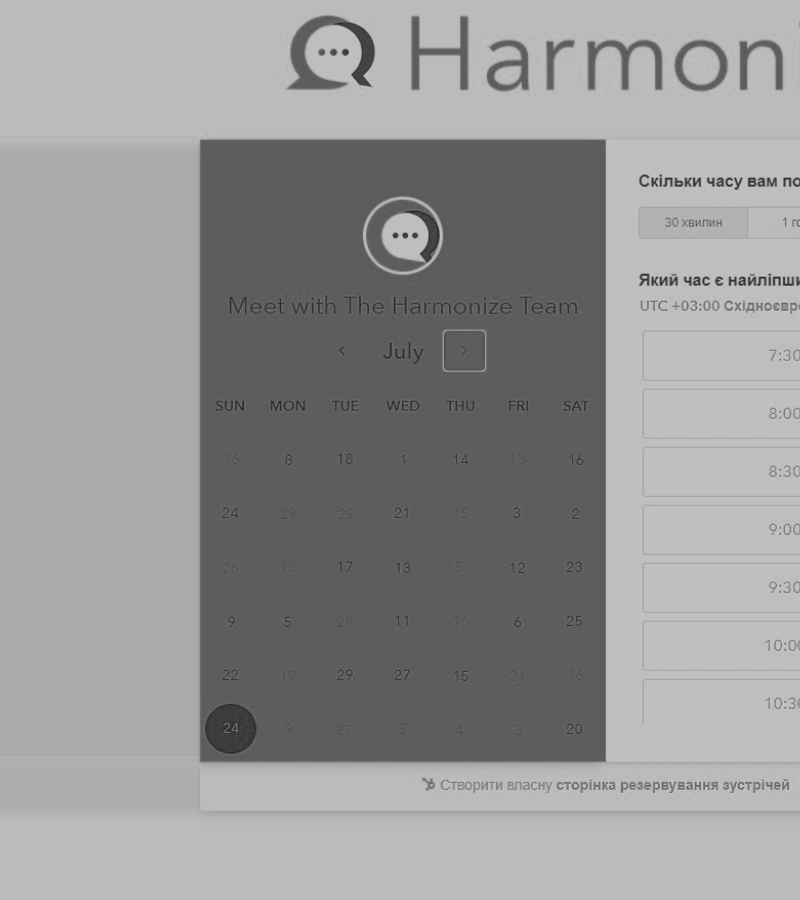 Harmoni
Meet with The Harmonize Team
July
SUN MON TUE WED THU FRI SAT
16 8 18 1 14 13 16
24 29 29 21 15 3 2
26 13 17 13 5 12 23
9 5 28 11 16 6 25
22 19 29 27 15 21 16
24 9 27 5 4 3 20
Скільки часу вам по
30 хвилин 1 го
Який час є найліпши
UTC +03:00 Східноєвро
7:30
8:00
8:30
9:00
9:30
10:00
10:30
Створити власну сторінка резервування зустрічей